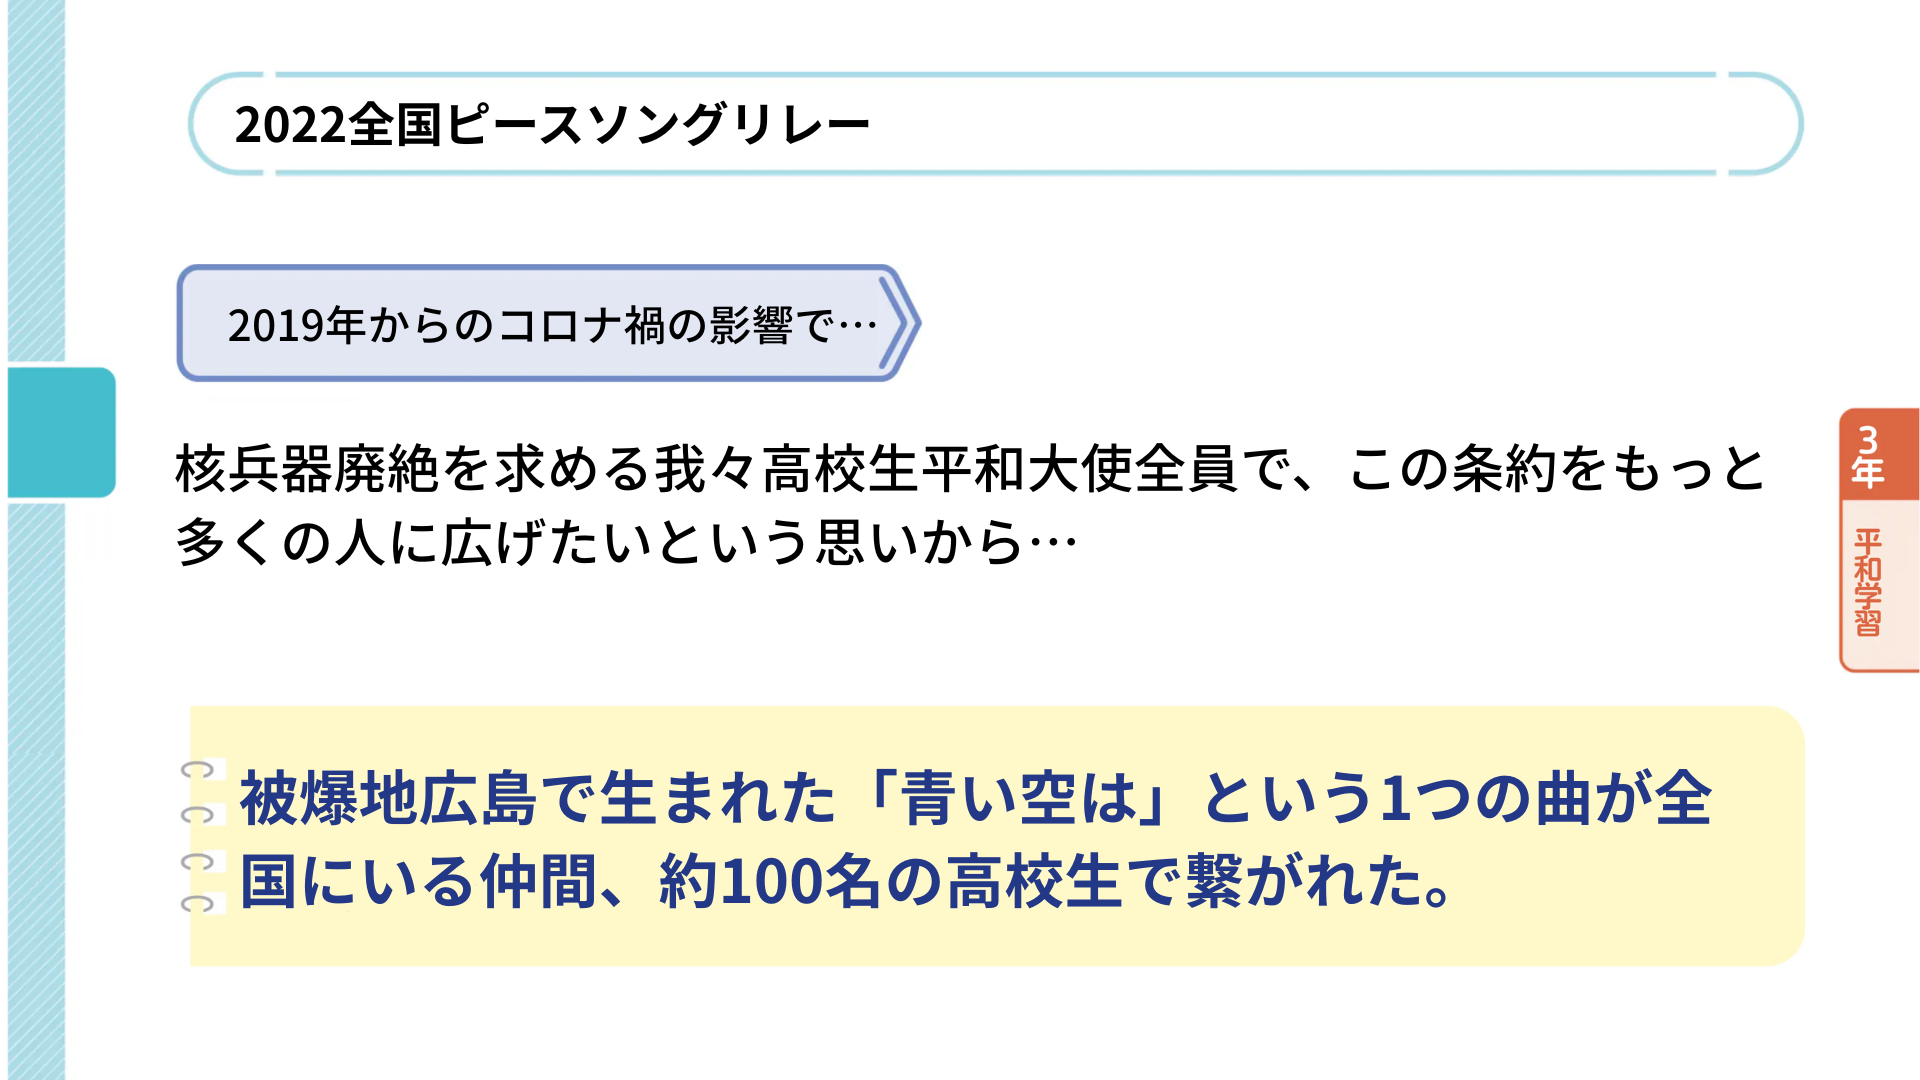 2022全国ピースソングリレー
2019年からのコロナ禍の影響で…
核兵器廃絶を求める我々高校生平和大使全員で、この条約をもっと
多くの人に広げたいという思いから…
被爆地広島で生まれた「青い空は」という1つの曲が全
国にいる仲間、約100名の高校生で繋がれた。
3年
平和学習